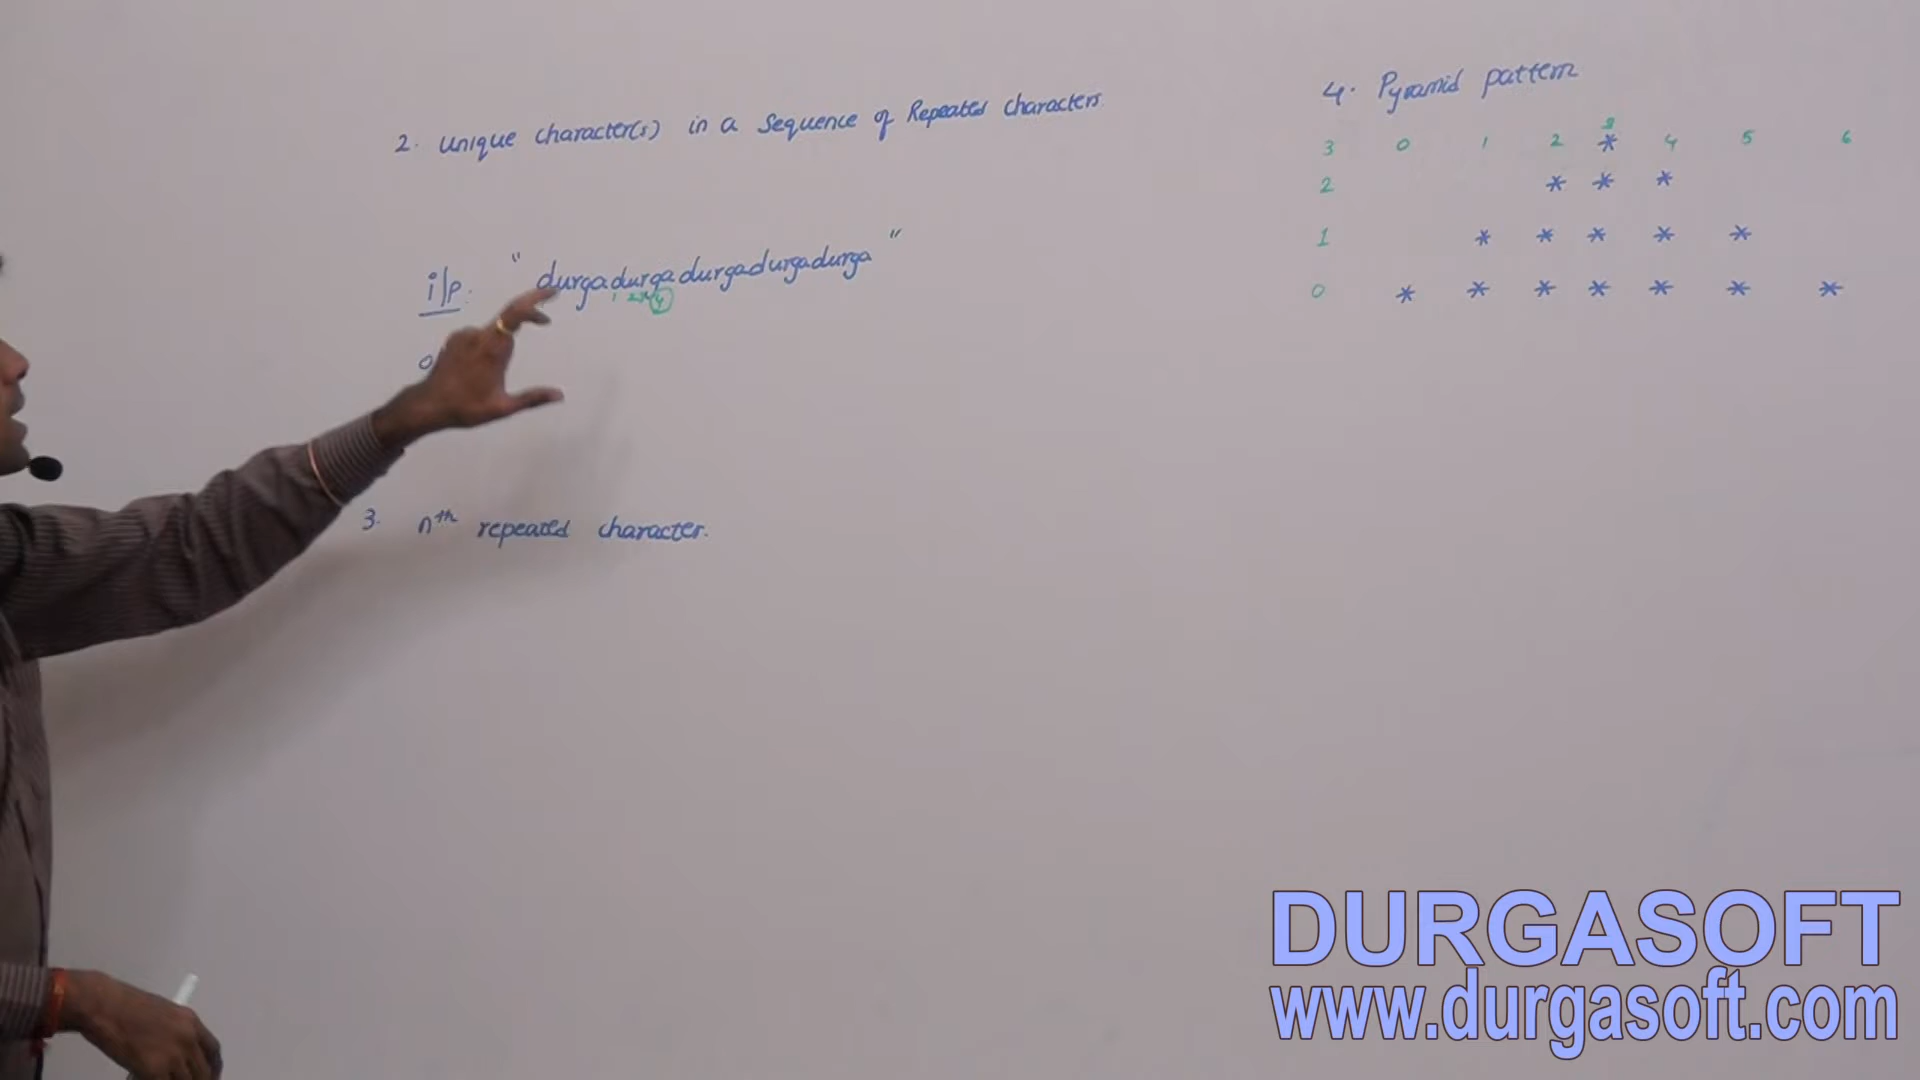 2. unique character(s) in a sequence of Repeated characters.
i/p: " durgadurgadurgadurgadurga "
3. nth repeated character.
4. Pyramid pattern
3 0 1 2 3 * 4 5 6
2 * * *
1 * * * * *
0 * * * * * * *
DURGASOFT
www.durgasoft.com